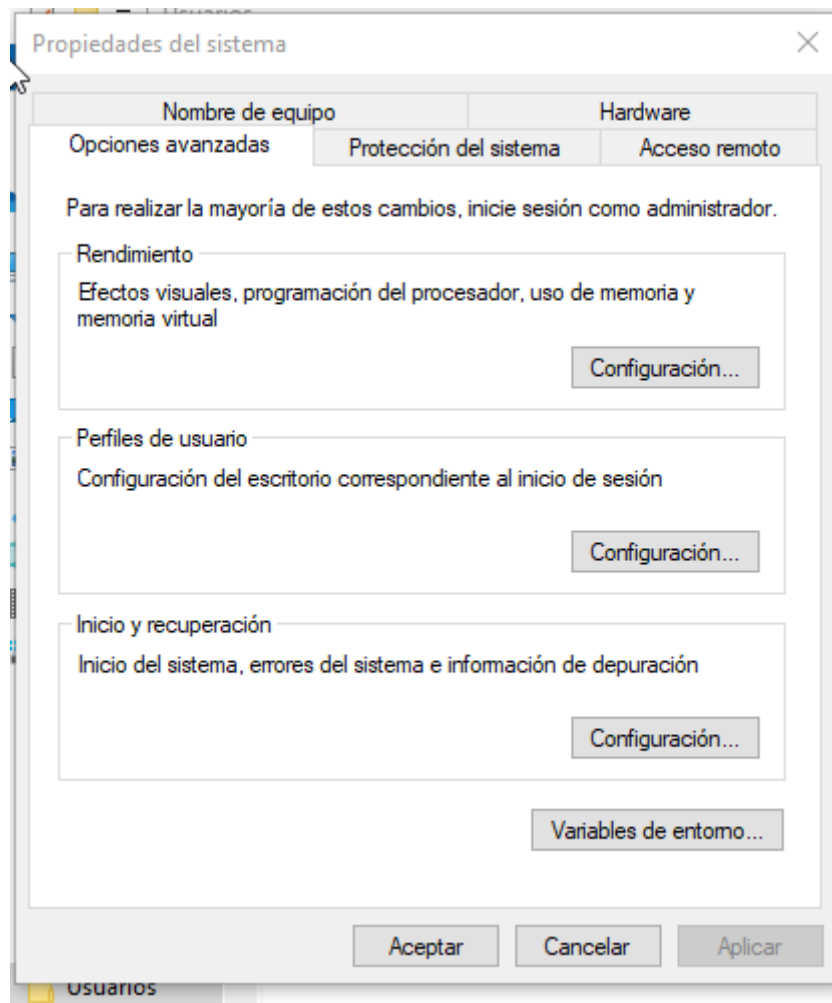 Usuarios
Propiedades del sistema
Nombre de equipo
Hardware
Opciones avanzadas
Protección del sistema
Acceso remoto
Para realizar la mayoría de estos cambios, inicie sesión como administrador.
Rendimiento
Efectos visuales, programación del procesador, uso de memoria y
memoria virtual
Configuración...
Perfiles de usuario
Configuración del escritorio correspondiente al inicio de sesión
Configuración...
Inicio y recuperación
Inicio del sistema, errores del sistema e información de depuración
Configuración...
Variables de entorno...
Aceptar
Cancelar
Aplicar
Usuarios